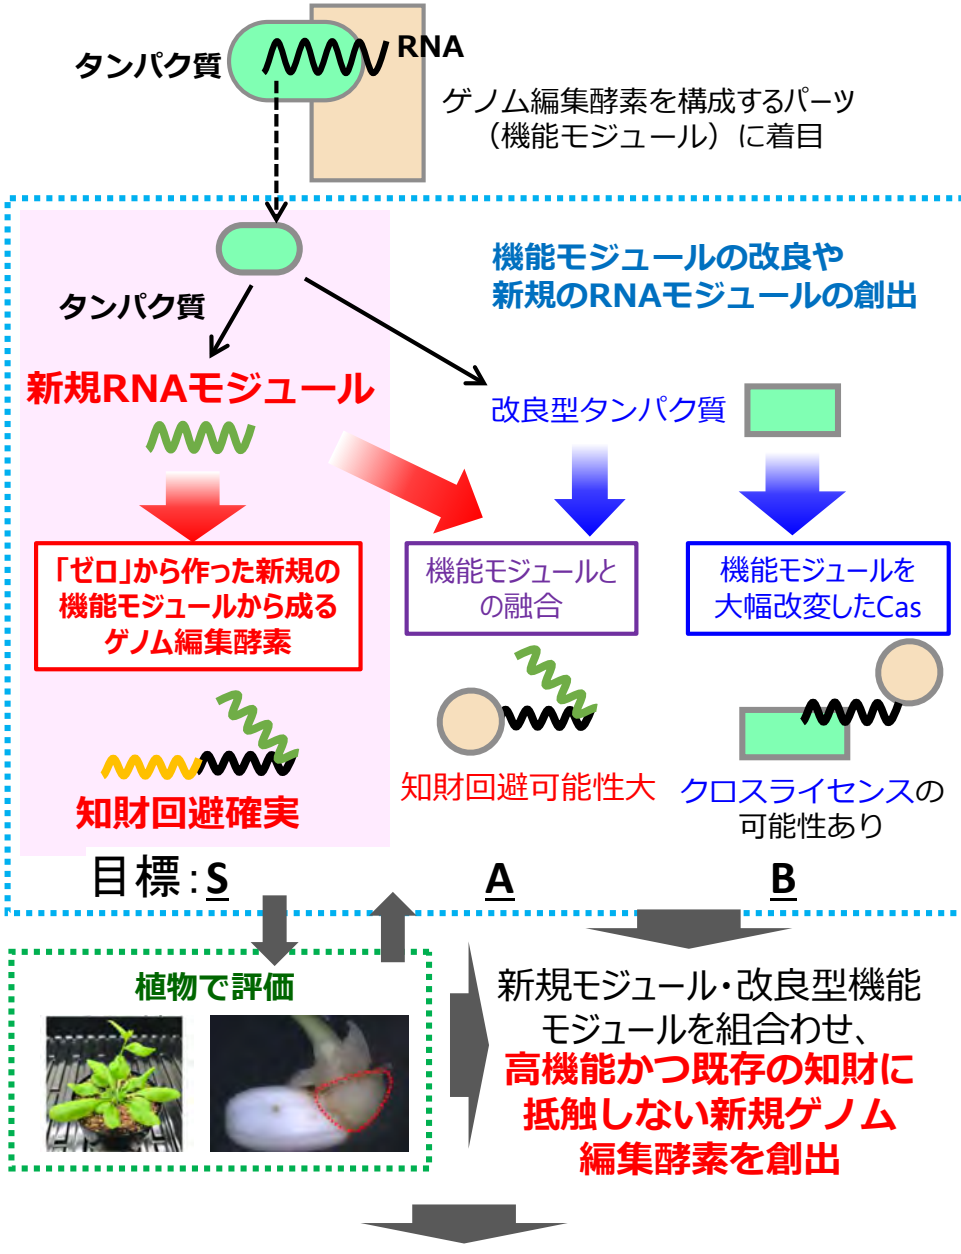 タンパク質
RNA
ゲノム編集酵素を構成するパーツ
（機能モジュール）に着目
機能モジュールの改良や
新規のRNAモジュールの創出
タンパク質
新規RNAモジュール
改良型タンパク質
「ゼロ」から作った新規の
機能モジュールから成る
ゲノム編集酵素
機能モジュールと
の融合
機能モジュールを
大幅改変したCas
知財回避確実
知財回避可能性大
クロスライセンスの
可能性あり
目標：S
A
B
植物で評価
新規モジュール・改良型機能
モジュールを組合わせ、
高機能かつ既存の知財に
抵触しない新規ゲノム
編集酵素を創出